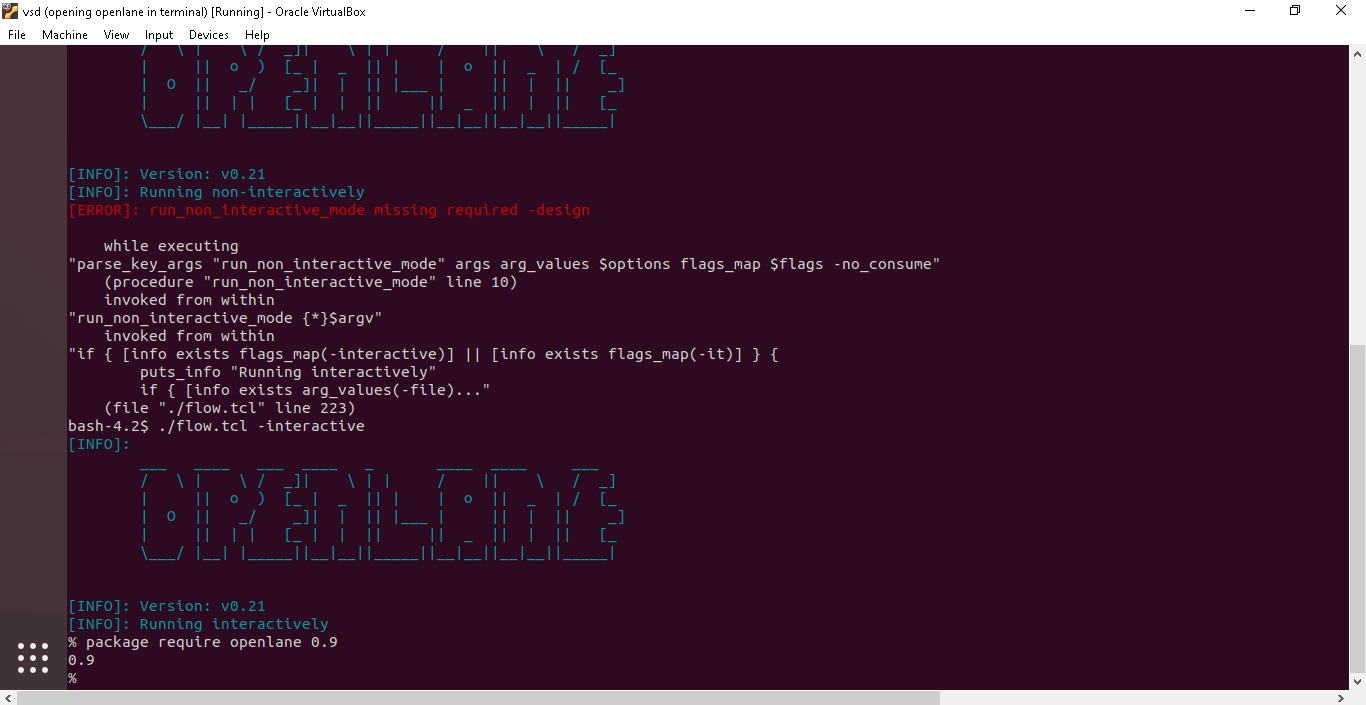 vsd (opening openlane in terminal) [Running] - Oracle VirtualBox
File Machine View Input Devices Help
[INFO]: Version: v0.21
[INFO]: Running non-interactively
[ERROR]: run_non_interactive_mode missing required -design
while executing
"parse_key_args "run_non_interactive_mode" args arg_values $options flags_map $flags -no_consume"
(procedure "run_non_interactive_mode" line 10)
invoked from within
"run_non_interactive_mode {*}$argv"
invoked from within
"if { [info exists flags_map(-interactive)] || [info exists flags_map(-it)] } {
puts_info "Running interactively"
if { [info exists arg_values(-file)..."
(file "./flow.tcl" line 223)
bash-4.2$ ./flow.tcl -interactive
[INFO]:
OPENLANE
[INFO]: Version: v0.21
[INFO]: Running interactively
% package require openlane 0.9
0.9
%